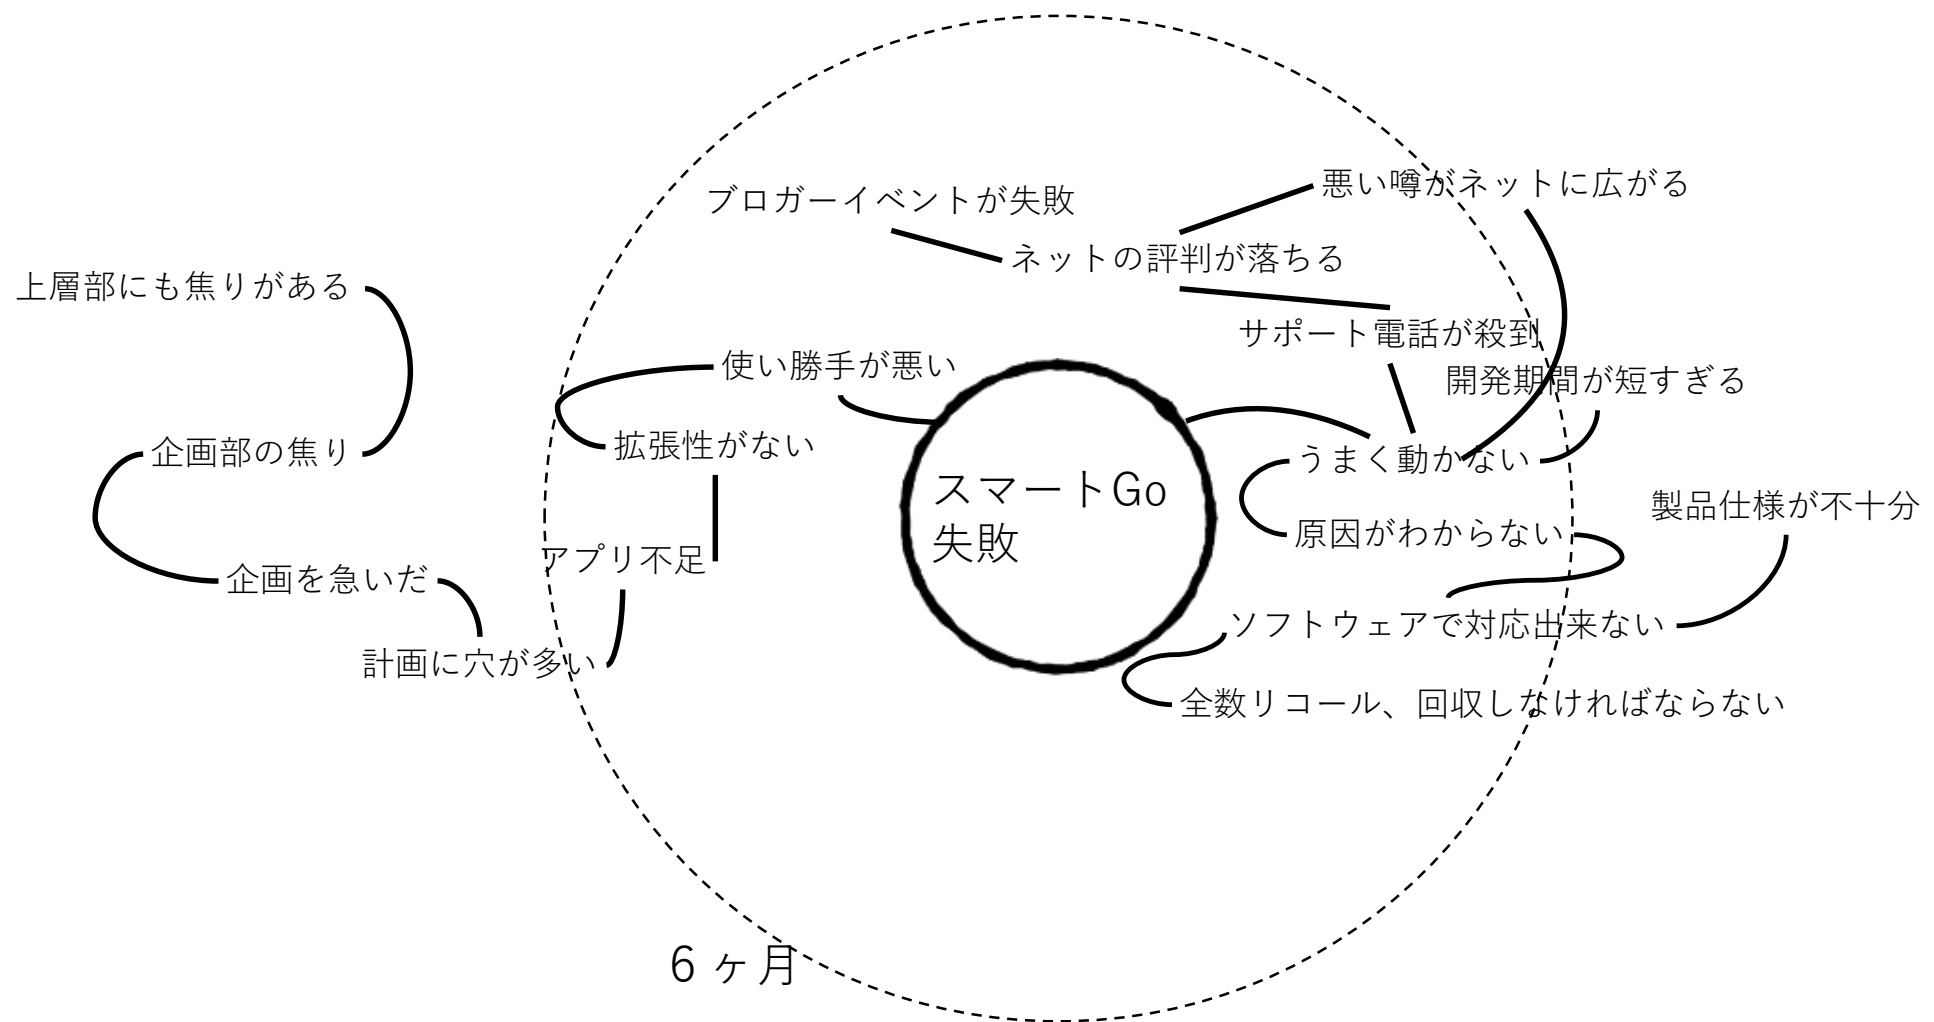 悪い噂がネットに広がる
ブロガーイベントが失敗
ネットの評判が落ちる
上層部にも焦りがある
サポート電話が殺到
使い勝手が悪い
開発期間が短すぎる
拡張性がない
企画部の焦り
うまく動かない
スマートGo
失敗
製品仕様が不十分
原因がわからない
アプリ不足
企画を急いだ
ソフトウェアで対応出来ない
計画に穴が多い
全数リコール、回収しなければならない
6ヶ月